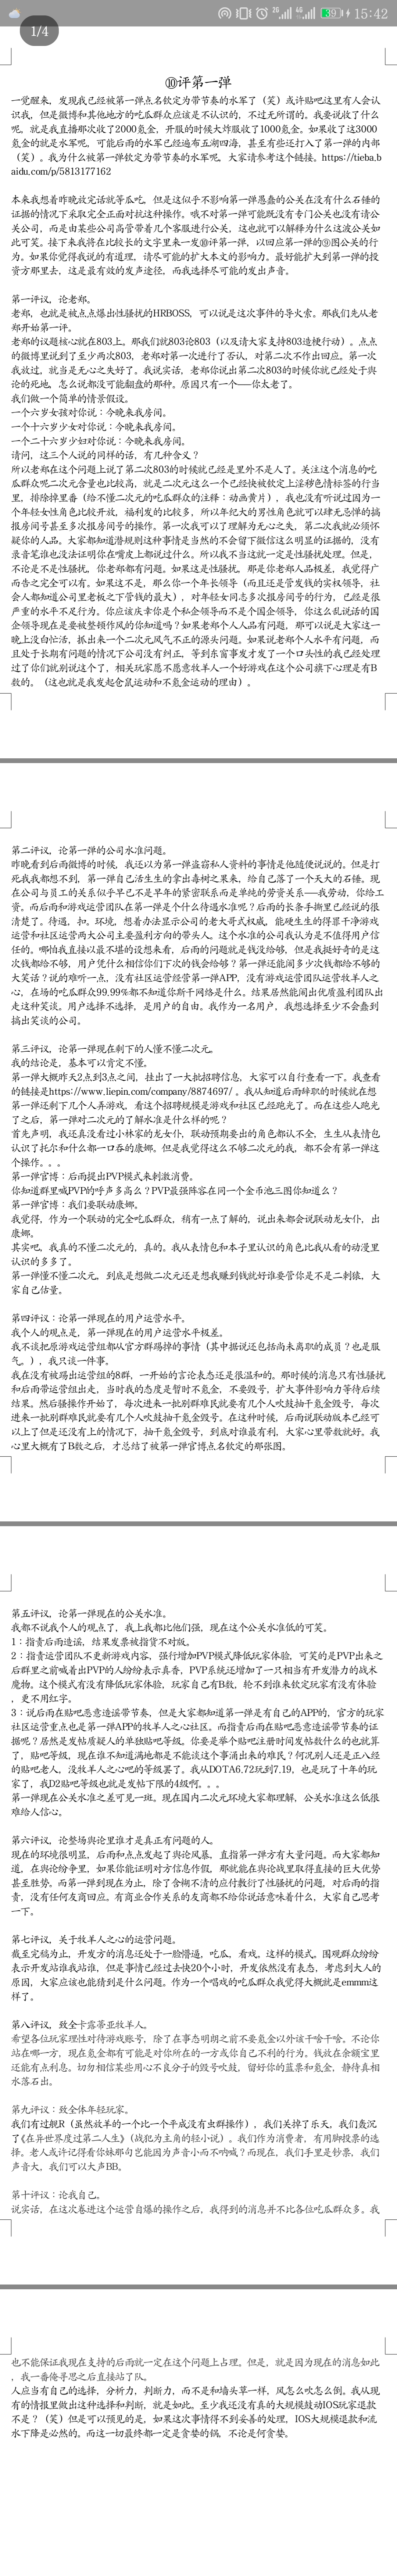 15:42
1/4
⑩评第一弹
一觉醒来，发现我已经被第一弹点名钦定为带节奏的水军了（笑）或许贴吧这里有人会认
识我，但是微博和其他地方的吃瓜群众应该是不认识的，不过无所谓的。我要说收了什么
呢，就是我直播那次收了2000氪金，开服的时候大炸服收了1000氪金。如果收了这3000
氪金的就是水军呢，可能后雨的水军已经遍布五湖四海，甚至有些还打入了第一弹的内部
（笑）。我为什么被第一弹钦定为带节奏的水军呢，大家请参考这个链接。https://tieba.b
aidu.com/p/5813177162
本来我想着昨晚放完话就等瓜吃。但是这似乎不影响第一弹愚蠢的公关在没有什么石锤的
证据的情况下采取完全正面对抗这种操作。哦不对第一弹可能既没有专门公关也没有请公
关公司，而是由某些公司高管带着几个客服进行公关，这也就可以解释为什么这波公关如
此可笑。接下来我将在比较长的文字里来一发⑩评第一弹，以回应第一弹的⑩图公关的行
为。如果你觉得我说的有道理，请尽可能的扩大本文的影响力。最好能扩大到第一弹的投
资方那里去，这是最有效的发声途径，而我选择尽可能的发出声音。
第一评议，论老郑。
老郑，也就是被点点爆出性骚扰的HRBOSS，可以说是这次事件的导火索。那我们先从老
郑开始第一评。
老郑的议题核心就在803上。那我们就803论803（以及请大家支持803造梗行动）。点点
的微博里说到了至少两次803，老郑对第一次进行了否认，对第二次不作出回应。第一次
我放过，就当是无心之失好了。我说实话，老郑你说出第二次803的时候你就已经处于舆
论的死地，怎么说都没可能翻盘的那种。原因只有一个——你太老了。
我们做一个简单的情景假设。
一个六岁女孩对你说：今晚来我房间。
一个十六岁少女对你说：今晚来我房间。
一个二十六岁少妇对你说：今晚来我房间。
请问，这三个人说的同样的话，有几种含义？
所以老郑在这个问题上说了第二次803的时候就已经是里外不是人了。关注这个消息的吃
瓜群众呢二次元含量也比较高，就是二次元这么一个已经快被钦定上淫秽色情标签的行当
里，排除掉里番（给不懂二次元的吃瓜群众的注释：动画黄片），我也没有听说过因为一
个年轻女性角色比较开放，福利发的比较多，所以年纪大的男性角色就可以肆无忌惮的搞
报房间号甚至多次报房间号的操作。第一次我可以了理解为无心之失，第二次我就必须怀
疑你的人品。大家都知道潜规则这种事情是当然的不会留下微信这么明显的证据的，没有
录音笔谁也没法证明你在嘴皮上都说过什么。所以我不当这就一定是性骚扰处理。但是，
不论是不是性骚扰，你老郑都有问题。如果这是性骚扰，那是你老郑人品极差，我觉得广
而告之完全可以有。如果这不是，那么你一个年长领导（而且还是管发钱的实权领导，社
会人都知道公司里老板之下管钱的最大），对年轻女同志多次报房间号的行为，已经是很
严重的水平不是行为。你应该庆幸你是个私企领导而不是个国企领导，你这么乱说话的国
企领导现在是要被整顿作风的你知道吗？如果老郑个人人品有问题，那可以说是大家这一
晚上没白忙活，抓出来一个二次元风气不正的源头问题。如果说老郑个人水平有问题，而
且处于长期有问题的情况下公司没有纠正，等到东窗事发才发了一个口头性的我已经处理
过了你们就别说这个了，相关玩家愿不愿意牧羊人一个好游戏在这个公司旗下心理是有B
数的。（这也就是我发起仓鼠运动和不氪金运动的理由）。
第二评议，论第一弹的公司水准问题。
昨晚看到后雨微博的时候，我还以为第一弹盗窃私人资料的事情是他随便说说的。但是打
死我我都想不到，第一弹自己活生生的拿出毒树之果来，给自己落了一个大大的石锤。现
在公司与员工的关系似乎早已不是早年的紧密联系而是单纯的劳资关系——我劳动，你给工
资。而后雨和游戏运营团队在第一弹是个什么待遇水准呢？后雨的长条手撕里已经说的很
清楚了。待遇，扣，环境，想着办法显示公司的老大哥式权威，能硬生生的得罪干净游戏
运营和社区运营两大公司主要盈利方向的带头人。这个水准的公司我认为是不值得用户信
任的。哪怕我直接以最不堪的设想来看，后雨的问题就是钱没给够，但是我挺好奇的是这
次钱都给不够，用户凭什么相信你们下次的钱会给够？第一弹还能闹多少次钱都给不够的
大笑话？说的难听一点，没有社区运营经营第一弹APP，没有游戏运营团队运营牧羊人之
心，在场的吃瓜群众99.99%都不知道你斯干网络是什么。结果居然能闹出优质盈利团队出
走这种笑谈。用户选择不选择，是用户的自由。我作为一名用户，我想选择至少不会蠢到
搞出笑谈的公司。
第三评议，论第一弹现在剩下的人懂不懂二次元。
我的结论是，基本可以肯定不懂。
第一弹大概昨天2点到3点之间，挂出了一大批招聘信息，大家可以自行查看一下。我查看
的链接是https://www.liepin.com/company/8874697/ 。我从知道后雨辞职的时候就在想
第一弹还剩下几个人弄游戏。看这个招聘规模是游戏和社区已经跑光了。而在这些人跑光
了之后，第一弹对二次元的了解水准是什么样的呢？
首先声明，我还真没看过小林家的龙女仆，联动预期要出的角色都认不全，生生从表情包
认识了托尔和什么都一口吞的康娜。但是我觉得这么不够二次元的我，都不会有第一弹这
个操作。。。
第一弹官博：后雨提出PVP模式来刺激消费。
你知道群里喊PVP的呼声多高么？PVP最强阵容在同一个金币池三图你知道么？
第一弹官博：我们要联动康娜。
我觉得，作为一个联动的完全吃瓜群众，稍有一点了解的，说出来都会说联动龙女仆，出
康娜。
其实吧，我真的不懂二次元，真的。我从表情包和本子里认识的角色比我从看的动漫里
认识的多多了。
第一弹懂不懂二次元，到底是想做二次元还是想我赚到钱就好谁要管你是不是二刺猿，大
家自己估量。
第四评议：论第一弹现在的用户运营水平。
我个人的观点是，第一弹现在的用户运营水平极差。
我不谈把原游戏运营组都从官方群踢掉的事情（其中据说还包括尚未离职的成员？也是服
气。），我只谈一件事。
我在没有被踢出运营组的8群，一开始的言论表态还是很温和的。那时候的消息只有性骚扰
和后雨带运营组出走，当时我的态度是暂时不氪金，不要毁号，扩大事件影响力等待后续
结果。然后骚操作开始了，每次进来一批别群难民就要有几个人吹鼓抽干氪金毁号，每次
进来一批别群难民就要有几个人吹鼓抽干氪金毁号。在这种时候，后雨说联动版本已经可
以上了但是还没有上的情况下，抽干氪金毁号，到底对谁最有利，大家心里带数就好。我
心里大概有了B数之后，才总结了被第一弹官博点名钦定的那张图。
第五评议，论第一弹现在的公关水准。
我都不说我个人的观点了，我上我都比他们强，现在这个公关水准低的可笑。
1：指责后雨造谣，结果发票被指货不对版。
2：指责运营团队不更新游戏内容，强行增加PVP模式降低玩家体验，可笑的是PVP出来之
后群里之前喊着出PVP的人纷纷表示真香，PVP系统还增加了一只相当有开发潜力的战术
魔物。这个模式有没有降低玩家体验，玩家自己有B数，轮不到谁来钦定玩家有没有体验
，更不用红字。
3：说后雨在贴吧恶意造谣带节奏，但是大家都知道第一弹是有自己的APP的，官方的玩家
社区运营重点也是第一弹APP的牧羊人之心社区。而指责后雨在贴吧恶意造谣带节奏的证
据呢？居然是发帖质疑人的单独贴吧等级。你要是举个贴吧注册时间发帖数什么的也就算
了，贴吧等级，现在谁不知道满地都是不能谈这个事涌出来的难民？何况别人还是正八经
的贴吧老人，没牧羊人之心吧的等级罢了。我从DOTA6.72玩到7.19，也是玩了十年的玩
家了，我D2贴吧等级也就是发帖下限的4级啊。。。
第一弹现在公关水准之差可见一斑。现在国内二次元环境大家都理解，公关水准这么低很
难给人信心。
第六评议，论整场舆论里谁才是真正有问题的人。
现在的环境很明显，后雨和点点发起了舆论风暴，直指第一弹方有大量问题。而大家都知
道，在舆论纷争里，如果你能证明对方信息作假，那就能在舆论战里取得直接的巨大优势
甚至胜势。而第一弹到现在为止，除了含糊不清的应付敷衍了性骚扰的问题，对后雨的指
责，没有任何友商回应。有商业合作关系的友商都不给你说话意味着什么，大家自己思考
一下。
第七评议，关于牧羊人之心的运营问题。
截至完稿为止，开发方的消息还处于一脸懵逼，吃瓜，看戏，这样的模式。围观群众纷纷
表示开发站谁我站谁，但是事情已经过去快20个小时，开发依然没有表态，考虑到大人的
原因，大家应该也能猜到是什么问题。作为一个唱戏的吃瓜群众我觉得大概就是emmm这
样了。
第八评议，致全卡露蒂亚牧羊人。
希望各位玩家理性对待游戏账号，除了在事态明朗之前不要氪金以外该干啥干啥。不论你
站在哪一方，现在氪金都有可能是对你所在的一方或你自己不利的行为。钱放在余额宝里
还能有点利息。切勿相信某些用心不良分子的毁号吹鼓，留好你的蓝票和氪金，静待真相
水落石出。
第九评议：致全体年轻玩家。
我们有过舰R（虽然牧羊的一个比一个平成没有虫群操作），我们关掉了乐天，我们轰沉
了《在异世界度过第二人生》（战犯为主角的轻小说）。我们作为消费者，有用脚投票的选
择。老人或许记得看你妹那句岂能因为声音小而不呐喊？而现在，我们手里是钞票，我们
声音大。我们可以大声BB。
第十评议：论我自己。
说实话，在这次卷进这个运营自爆的操作之后，我得到的消息并不比各位吃瓜群众多。我
也不能保证我现在支持的后雨就一定在这个问题上占理。但是，就是因为现在的消息如此
，我一番侮寻思之后直接站了队。
人应当有自己的选择，分析力，判断力，而不是和墙头草一样，风怎么吹怎么倒。我从现
有的情报里做出这种选择和判断，就是如此。至少我还没有真的大规模鼓动IOS玩家退款
不是？（笑）但是可以预见的是，如果这次事情得不到妥善的处理，IOS大规模退款和流
水下降是必然的。而这一切最终都一定是贪婪的锅，不论是何贪婪。